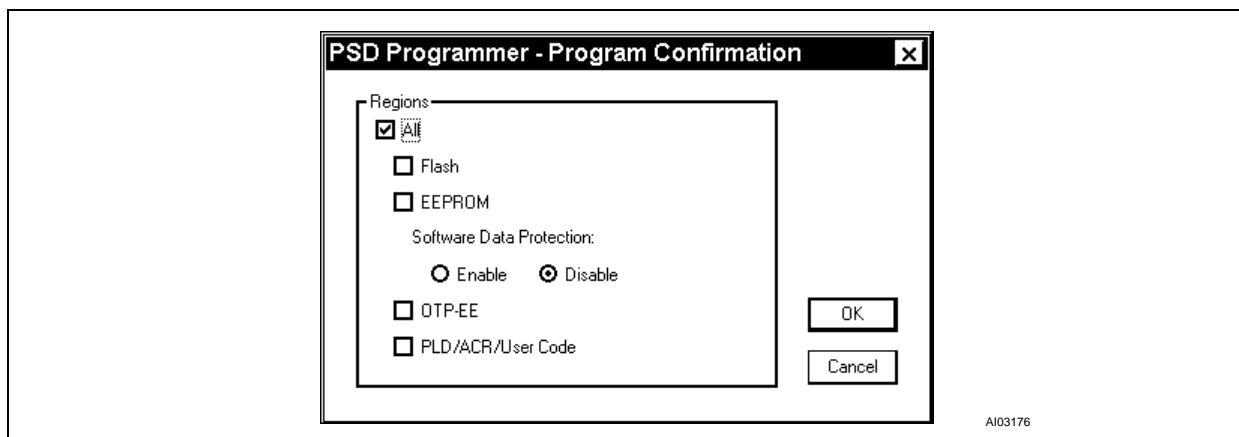 PSD Programmer - Program Confirmation
Regions
All
Flash
EEPROM
Software Data Protection:
Enable Disable
OTP-EE
OK
PLD/ACR/User Code
Cancel
AI03176